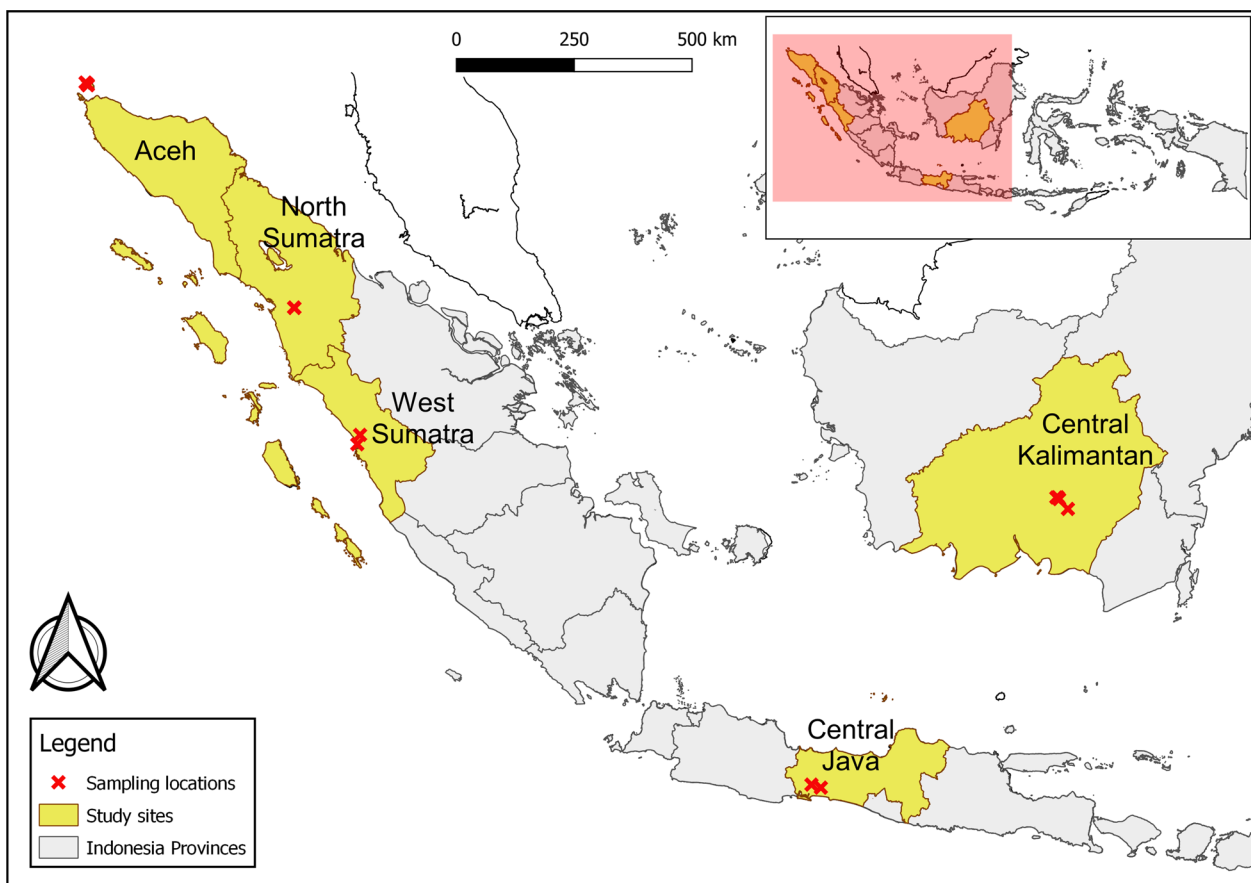 0 250 500 km
Aceh
North
Sumatra
West
Sumatra
Central
Kalimantan
Central
Java
Legend
Sampling locations
Study sites
Indonesia Provinces